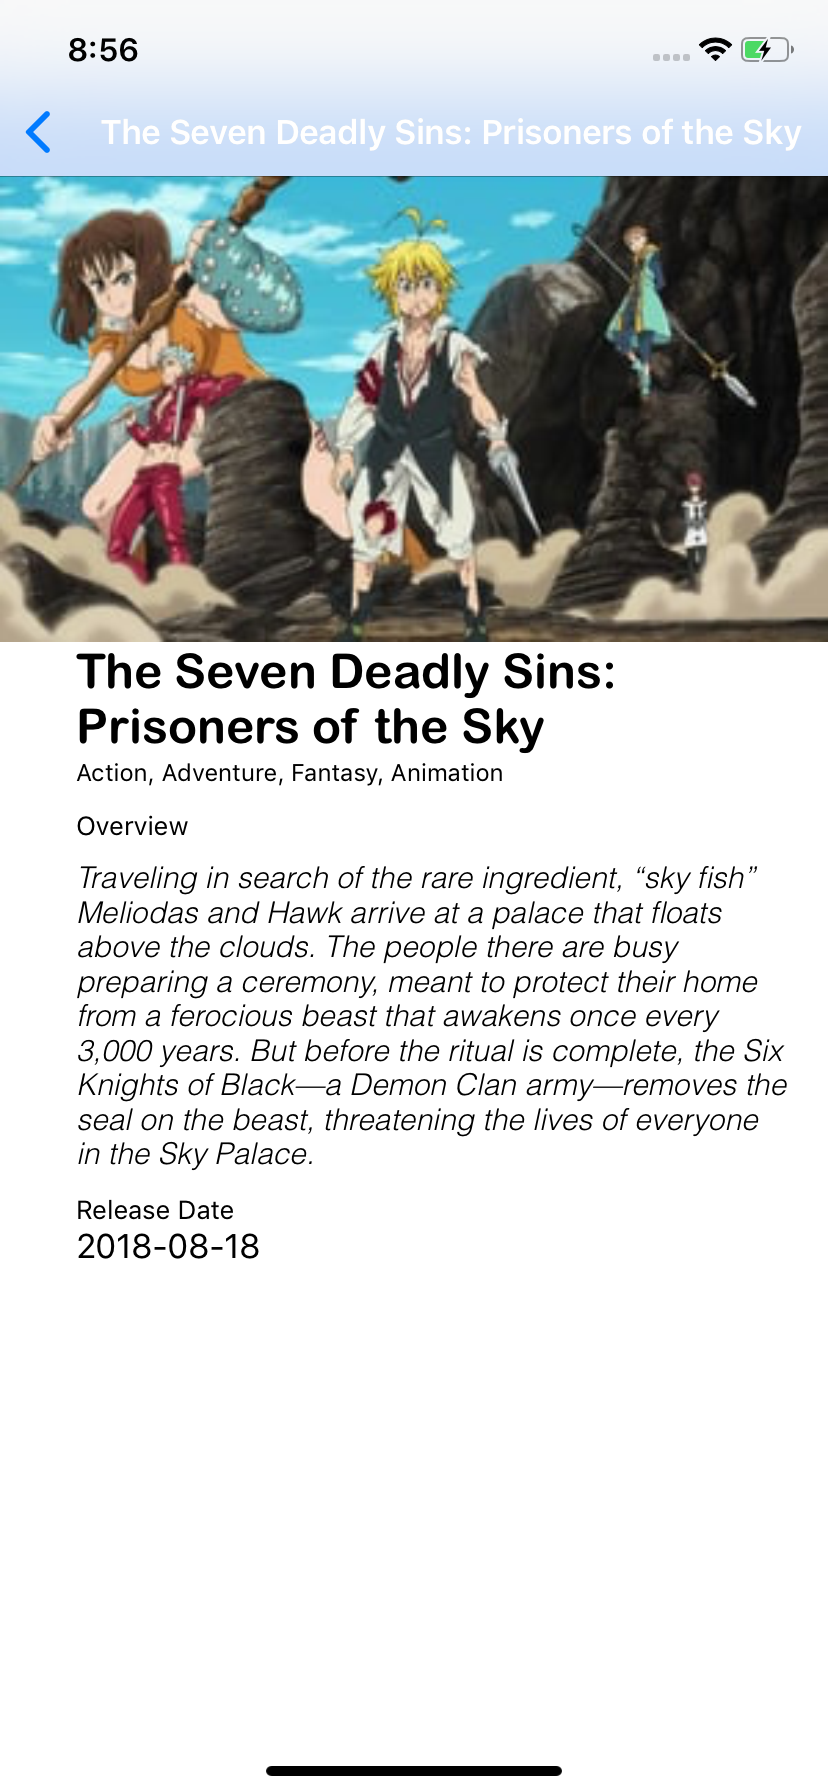 8:56
The Seven Deadly Sins: Prisoners of the Sky
The Seven Deadly Sins:
Prisoners of the Sky
Action, Adventure, Fantasy, Animation
Overview
Traveling in search of the rare ingredient, “sky fish”
Meliodas and Hawk arrive at a palace that floats
above the clouds. The people there are busy
preparing a ceremony, meant to protect their home
from a ferocious beast that awakens once every
3,000 years. But before the ritual is complete, the Six
Knights of Black—a Demon Clan army—removes the
seal on the beast, threatening the lives of everyone
in the Sky Palace.
Release Date
2018-08-18